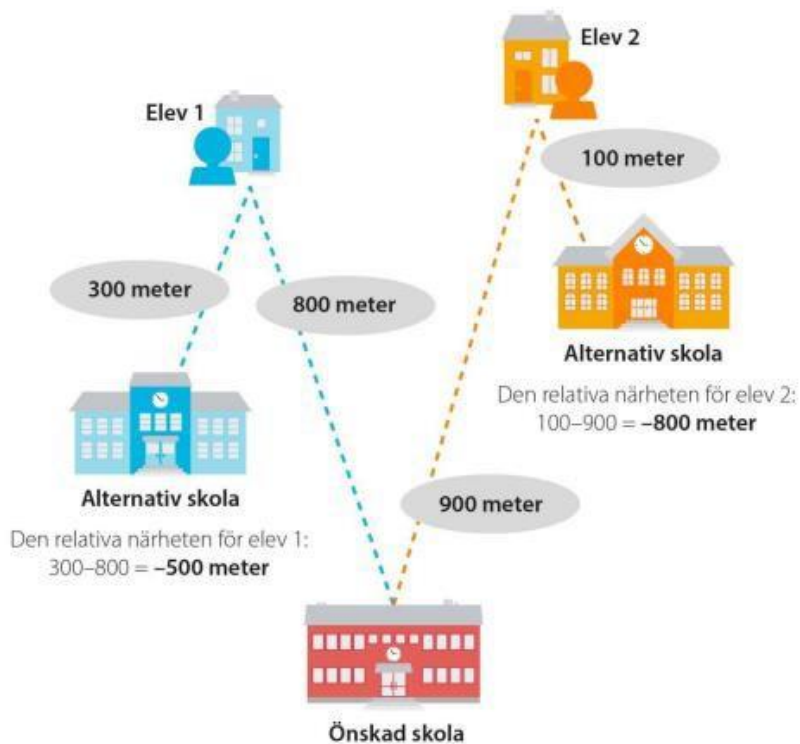 Elev 2
Elev 1
100 meter
300 meter
800 meter
Alternativ skola
Den relativa närheten för elev 2:
100–900 = –800 meter
Alternativ skola
900 meter
Den relativa närheten för elev 1:
300–800 = –500 meter
Önskad skola